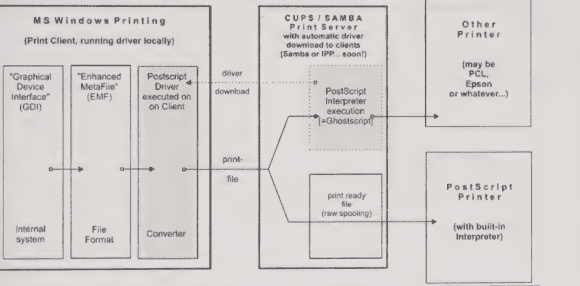 MS Windows Printing
(Print Client, running driver locally)
"Graphical
Device
Interface"
(GDI)
Internal
system
"Enhanced
MetaFile"
(EMF)
File
Format
Postscript
Driver
executed on
on Client
Converter
driver
download
print-
file
CUPS / SAMBA
Print Server
with automatic driver
download to clients
(Samba or IPP... soon!)
PostScript
Interpreter
execution
[=Ghostscript]
print ready
file
(raw spooling)
Other
Printer
(may be
PCL,
Epson
or whatever...)
PostScript
Printer
(with built-in
Interpreter)